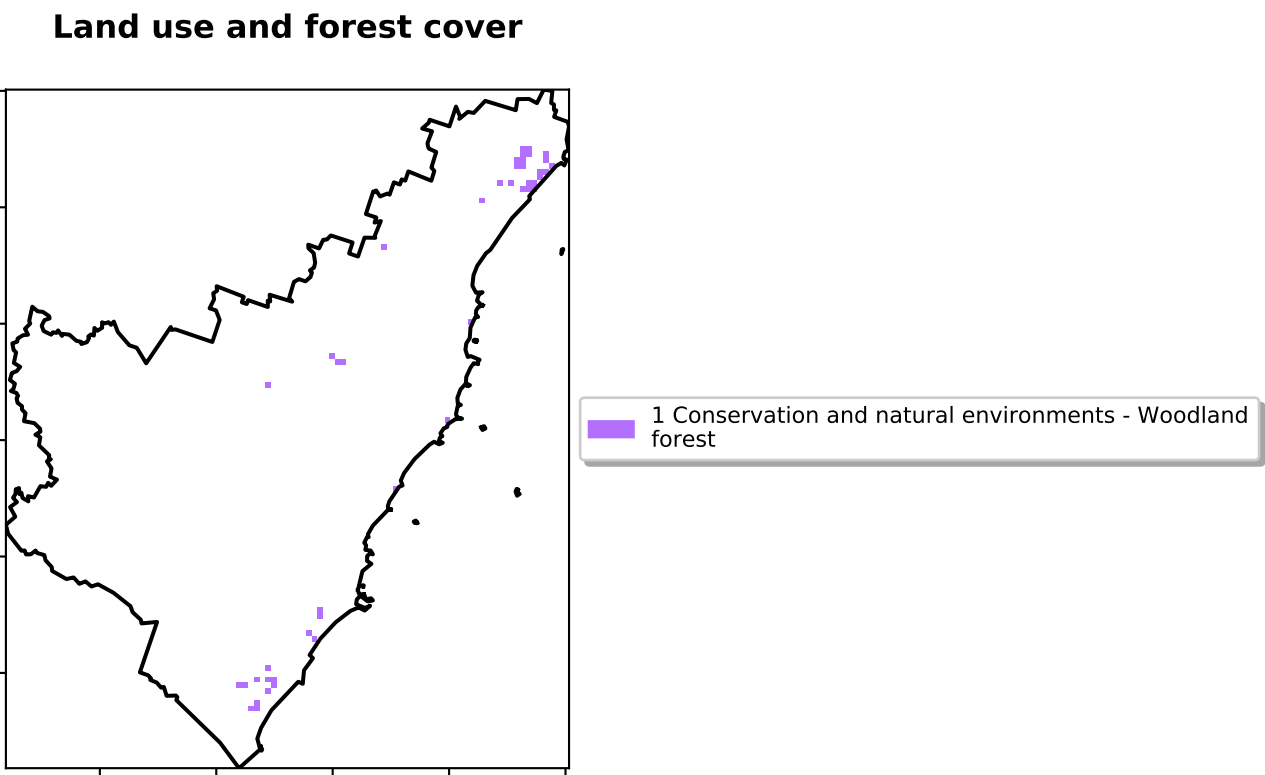 Land use and forest cover
1 Conservation and natural environments - Woodland
forest